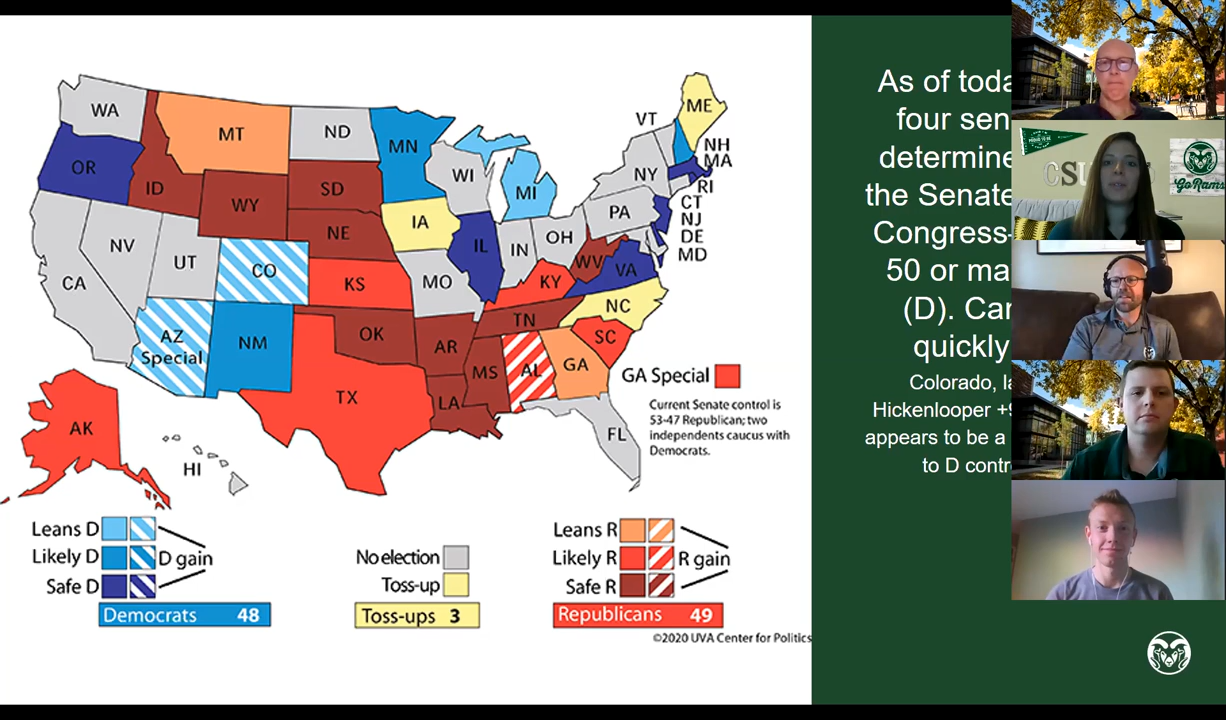 WA
MT
ND
MN
VT
ME
OR
ID
SD
WI
MI
NY
NH
MA
RI
CT
NJ
DE
MD
WY
NE
IA
PA
NV
UT
CO
IL
IN
OH
WV
VA
CA
KS
MO
KY
AZ
Special
NM
OK
AR
TN
NC
SC
MS
AL
GA
TX
LA
FL
AK
HI
GA Special
Current Senate control is
53-47 Republican; two
independents caucus with
Democrats.
Leans D
Likely D
Safe D
D gain
No election
Toss-up
Leans R
Likely R
Safe R
R gain
Democrats 48
Toss-ups 3
Republicans 49
©2020 UVA Center for Politics
As of toda
four sen
determine
the Senate
Congress
50 or ma
(D). Car
quickly
Colorado, la
Hickenlooper +9
appears to be a
to D contr
CSU
Go Rams